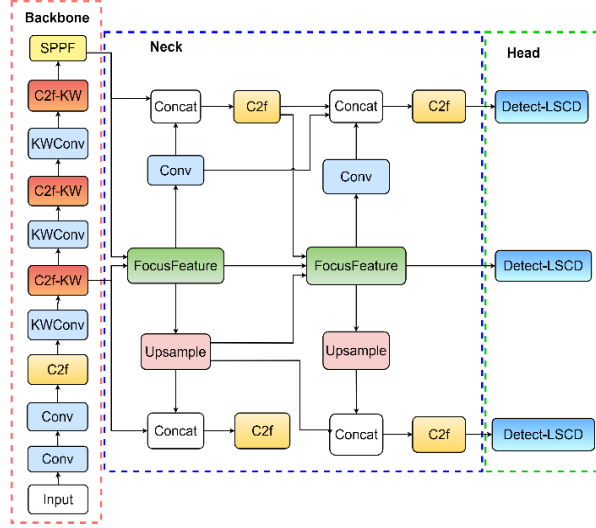 Backbone
SPPF
C2f-KW
KWConv
C2f-KW
KWConv
C2f-KW
KWConv
C2f
Conv
Conv
Input
Neck
Concat
C2f
Concat
C2f
Conv
Conv
FocusFeature
FocusFeature
Upsample
Upsample
Concat
C2f
Concat
C2f
Head
Detect-LSCD
Detect-LSCD
Detect-LSCD